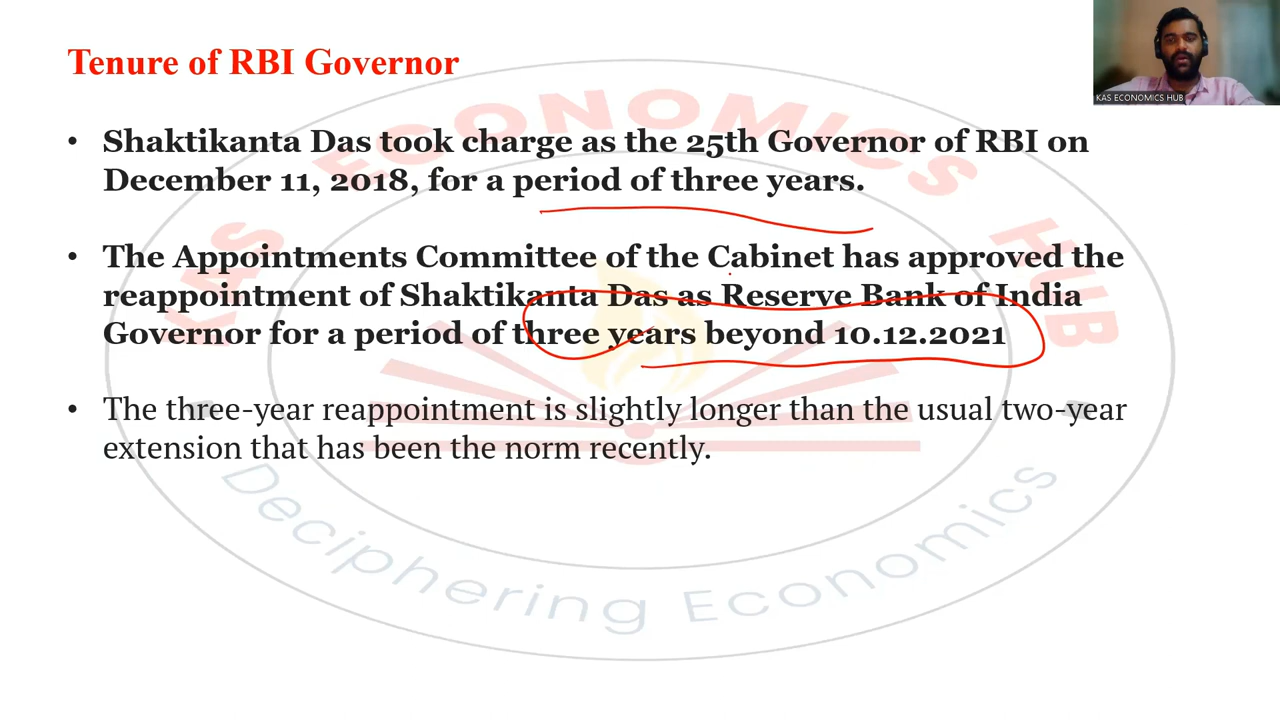 Tenure of RBI Governor
KAS ECONOMICS HUB
• Shaktikanta Das took charge as the 25th Governor of RBI on
December 11, 2018, for a period of three years.
• The Appointments Committee of the Cabinet has approved the
reappointment of Shaktikanta Das as Reserve Bank of India
Governor for a period of three years beyond 10.12.2021
• The three-year reappointment is slightly longer than the usual two-year
extension that has been the norm recently.
KAS ECONOMICS HUB
Deciphering Economics